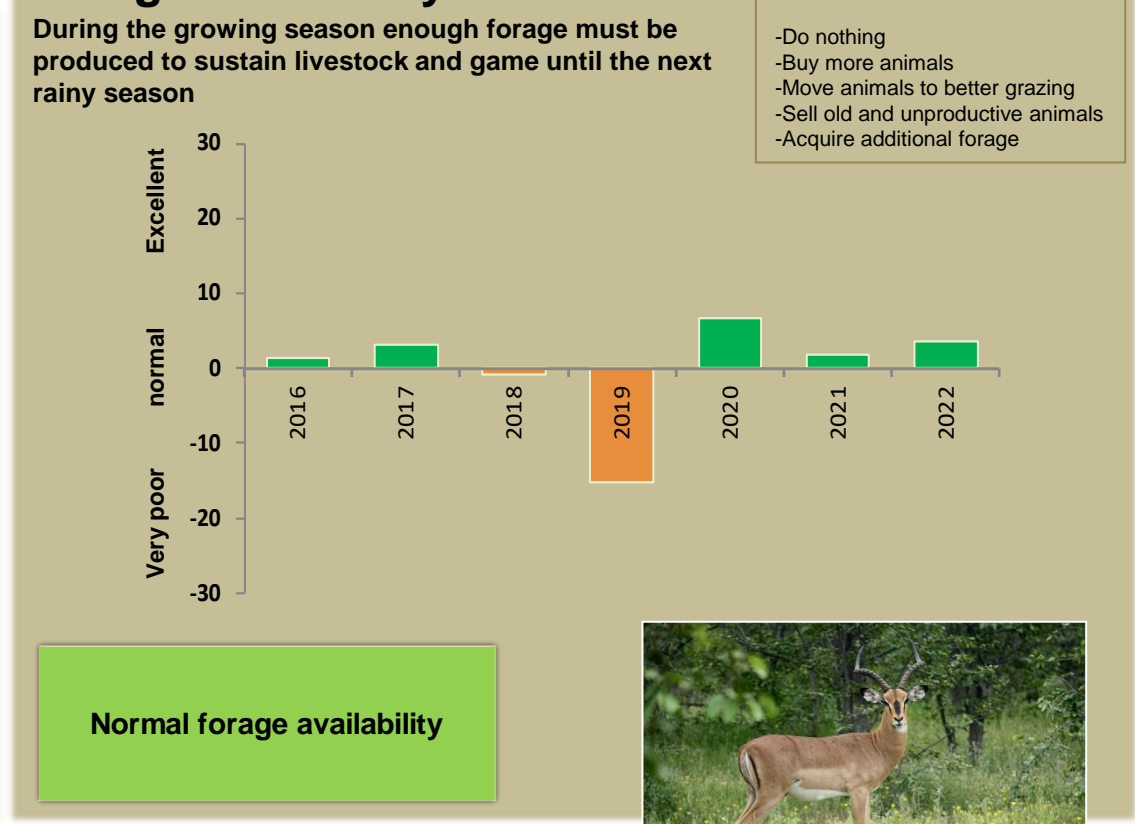 During the growing season enough forage must be
produced to sustain livestock and game until the next
rainy season
-Do nothing
-Buy more animals
-Move animals to better grazing
-Sell old and unproductive animals
-Acquire additional forage
Excellent
normal
Very poor
30
20
10
0
-10
-20
-30
2016
2017
2018
2019
2020
2021
2022
Normal forage availability